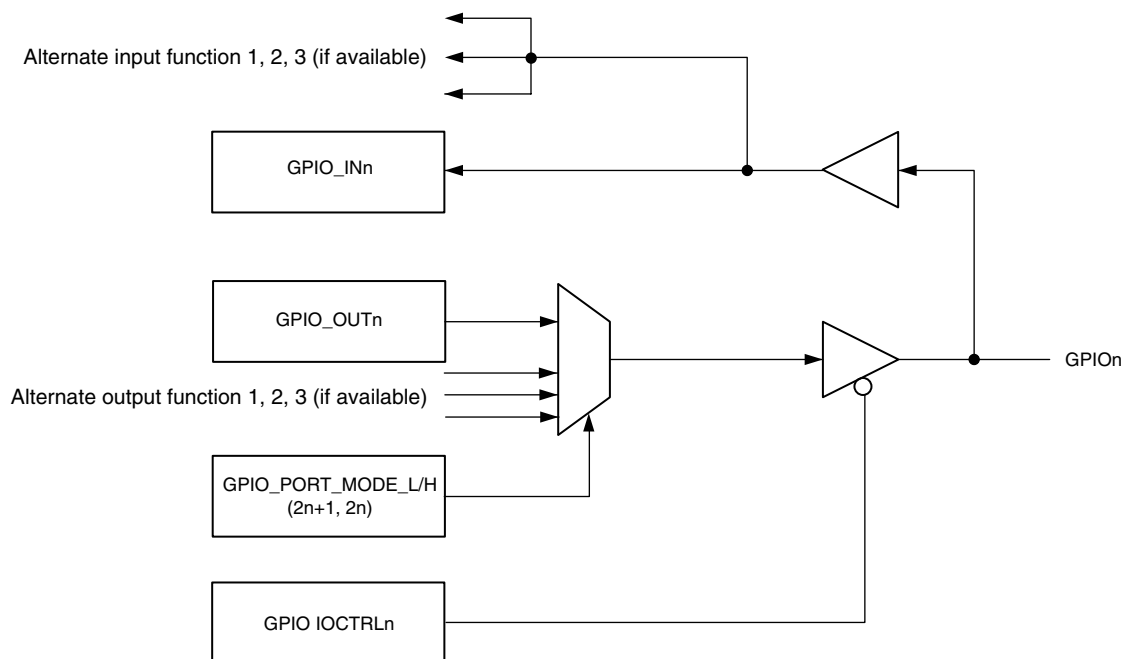 Alternate input function 1, 2, 3 (if available)
GPIO_INn
GPIO_OUTn
GPIOn
Alternate output function 1, 2, 3 (if available)
GPIO_PORT_MODE_L/H
(2n+1, 2n)
GPIO IOCTRLn